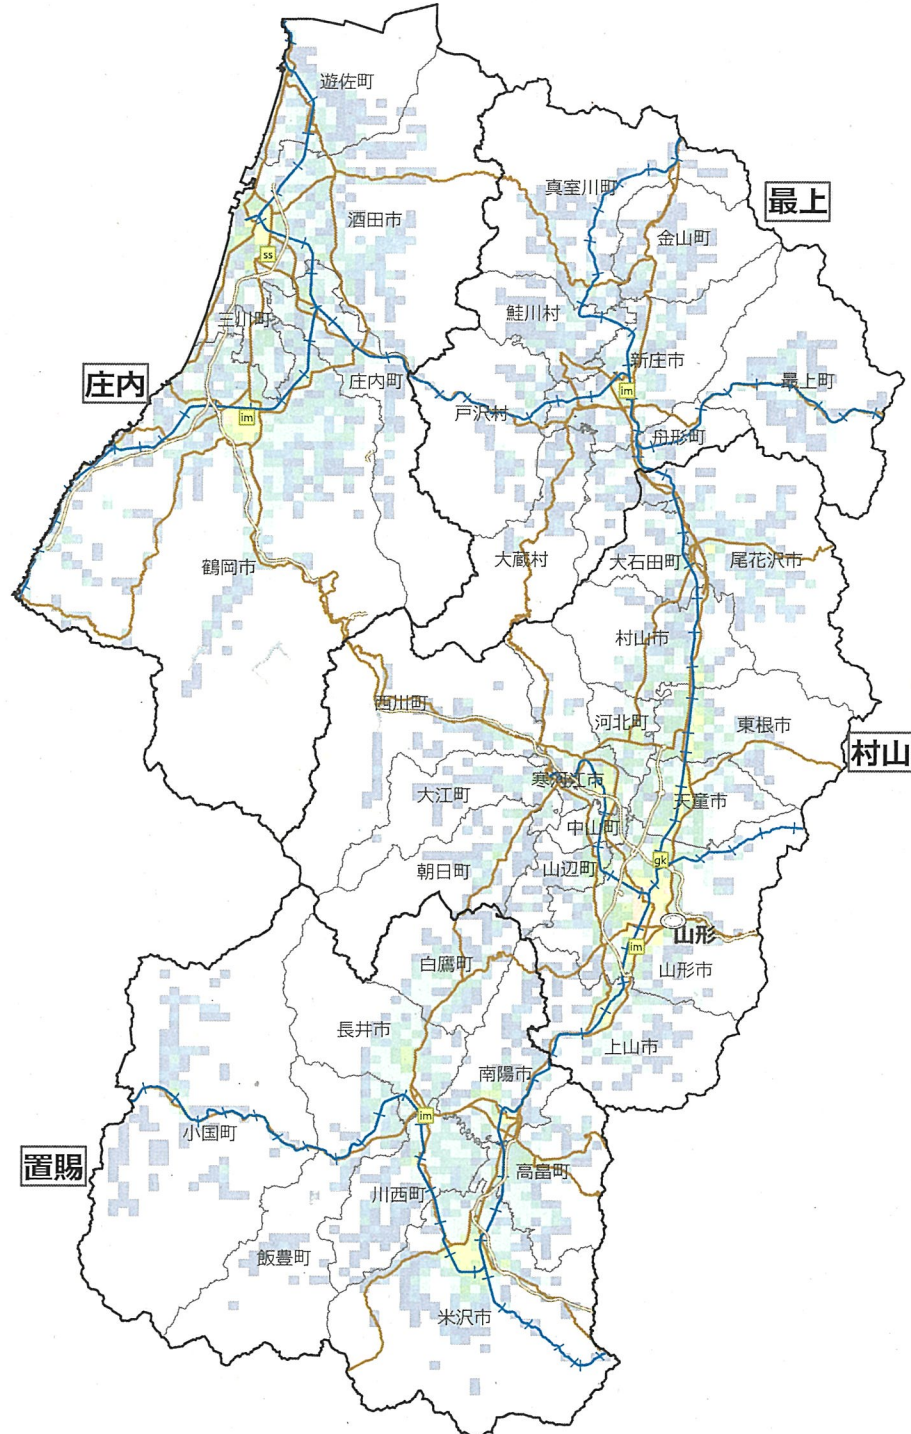 遊佐町
真室川町
最上
酒田市
金山町
ss
三川町
鮭川村
新庄市
庄内
庄内町
im
最上町
im
戸沢村
舟形町
鶴岡市
大蔵村
大石田町
尾花沢市
村山市
西川町
河北町
東根市
村山
寒河江市
大江町
天童市
中山町
朝日町
山辺町
gk
山形
im
白鷹町
山形市
長井市
上山市
南陽市
im
小国町
置賜
高畠町
川西町
飯豊町
米沢市